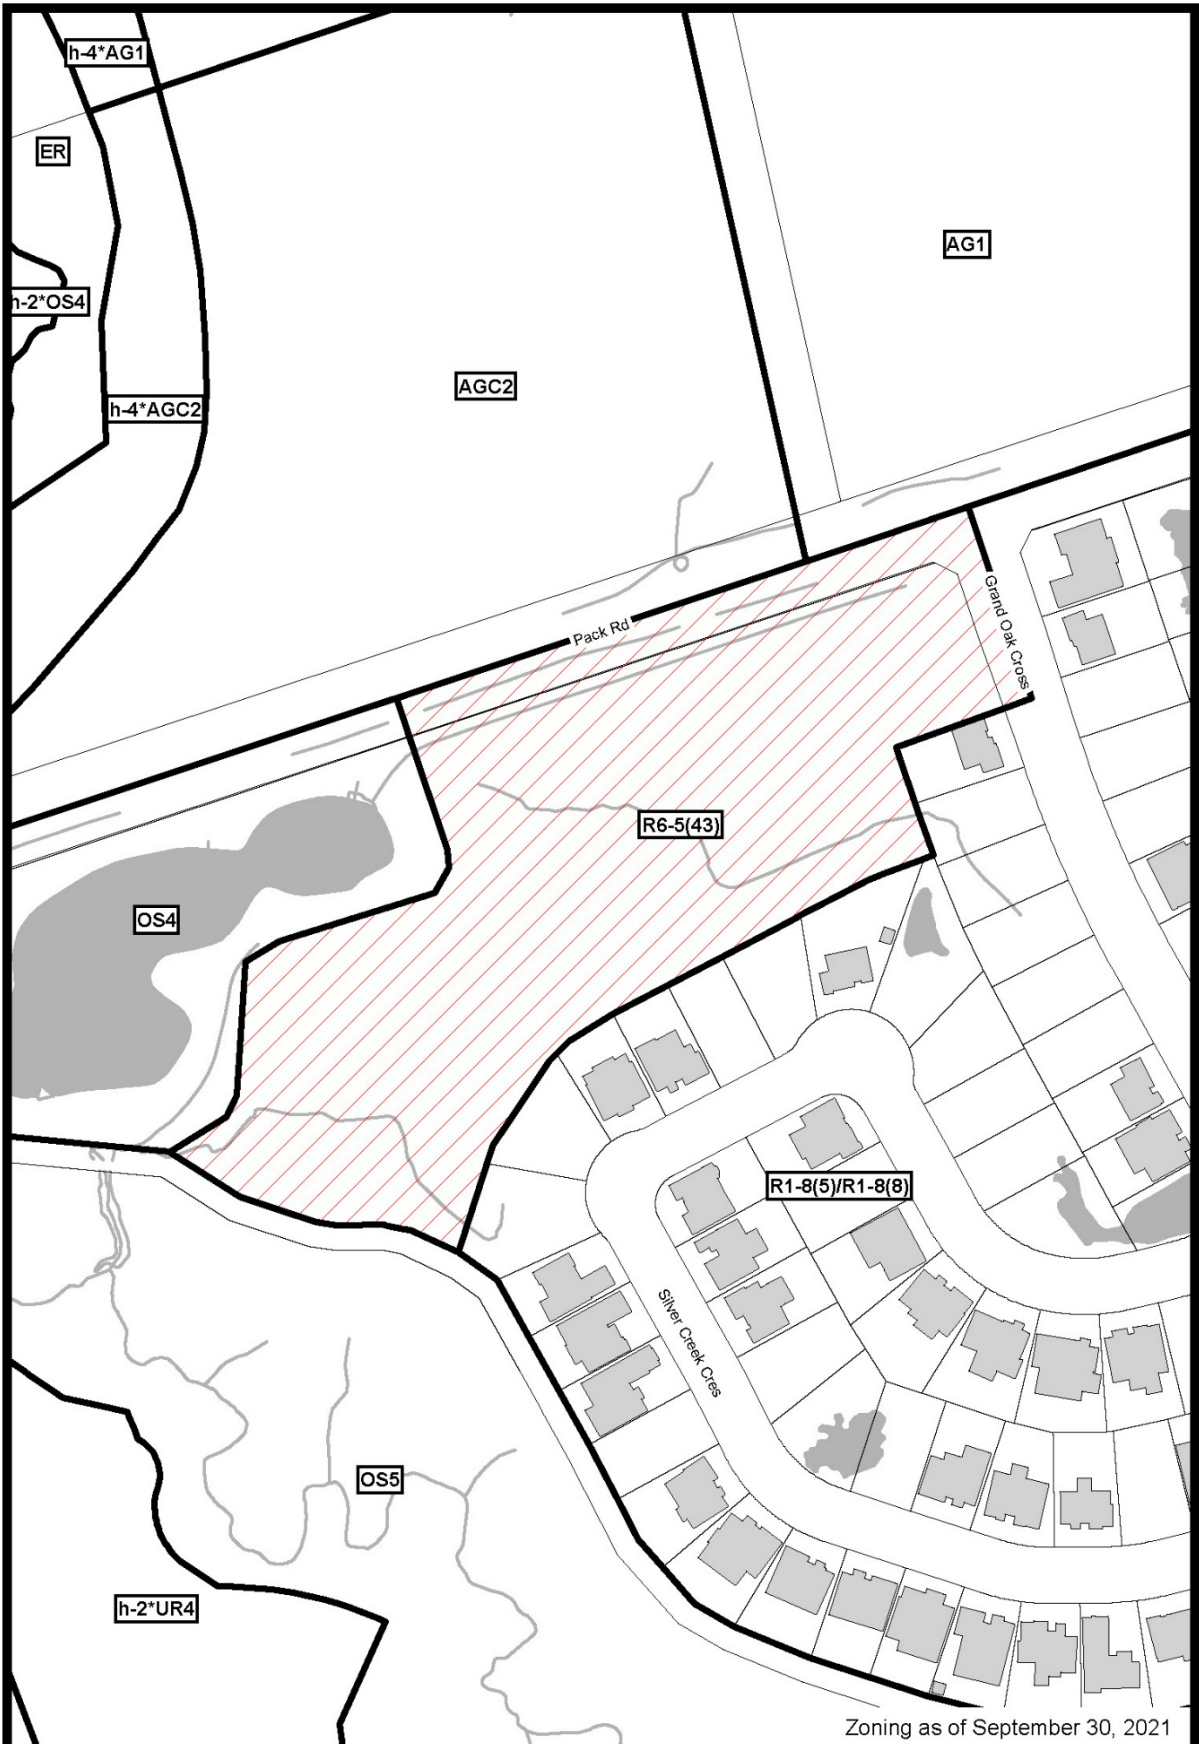 h-4*AG1
ER
AG1
h-2*OS4
AGC2
h-4*AGC2
Grand Oak Cross
Pack Rd
R6-5(43)
OS4
R1-8(5)/R1-8(8)
Silver Creek Cres
OS5
h-2*UR4
Zoning as of September 30, 2021